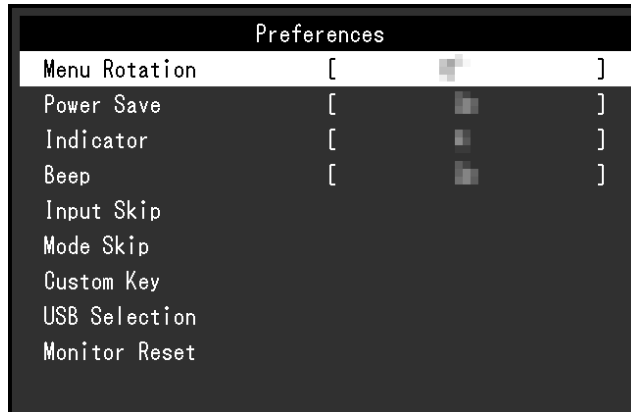 Preferences
Menu Rotation [ ]
Power Save [ ]
Indicator [ ]
Beep [ ]
Input Skip
Mode Skip
Custom Key
USB Selection
Monitor Reset